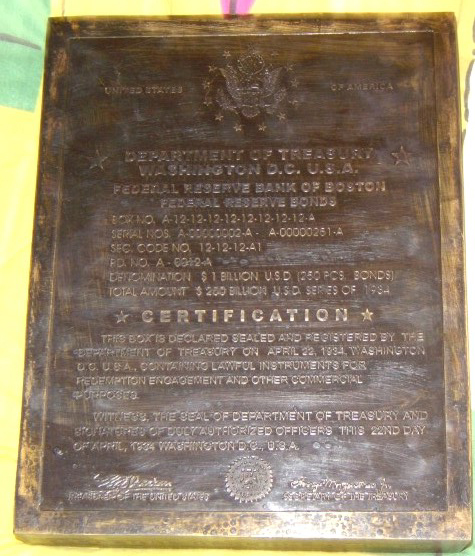 UNITED STATES OF AMERICA
DEPARTMENT OF TREASURY
WASHINGTON D.C. U.S.A.
FEDERAL RESERVE BANK OF BOSTON
FEDERAL RESERVE BONDS
BOX NO. A-12-12-12-12-12-12-12-12-A
SERIAL NOS. A-00000002-A - A-00000251-A
SEC. CODE NO. 12-12-12-A1
P.D. NO. A - 0012-A
DENOMINATION $ 1 BILLION U.S.D (250 PCS. BONDS)
TOTAL AMOUNT $ 250 BILLION U.S.D. SERIES OF 1934
★ CERTIFICATION ★
THIS BOX IS DECLARED SEALED AND REGISTERED BY THE
DEPARTMENT OF TREASURY ON APRIL 22, 1934, WASHINGTON
D.C. U.S.A., CONTAINING LAWFUL INSTRUMENTS FOR
REDEMPTION ENGAGEMENT AND OTHER COMMERCIAL
PURPOSES.
WITNESS, THE SEAL OF DEPARTMENT OF TREASURY AND
SIGNATURES OF DULY AUTHORIZED OFFICERS THIS 22ND DAY
OF APRIL, 1934 WASHINGTON D.C., U.S.A.
TREASURER OF THE UNITED STATES
SECRETARY OF THE TREASURY